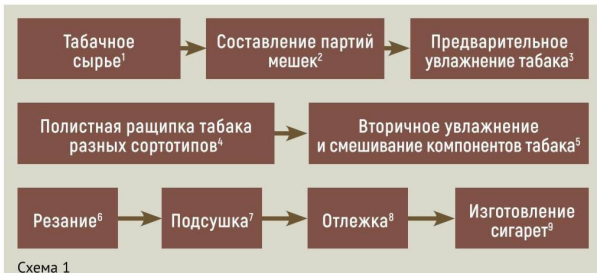 Табачное
сырье¹
Составление партий
мешек²
Предварительное
увлажнение табака³
Полистная ращипка табака
разных сортотипов⁴
Вторичное увлажнение
и смешивание компонентов табака⁵
Резание⁶
Подсушка⁷
Отлежка⁸
Изготовление
сигарет⁹
Схема 1